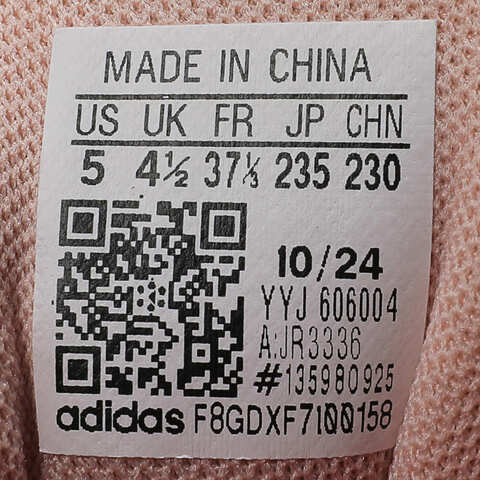 MADE IN CHINA
US UK FR JP CHN
5 4½ 37⅓ 235 230
10/24
YYJ 606004
A:JR3336
#135980925
adidas F8GDXF7100158